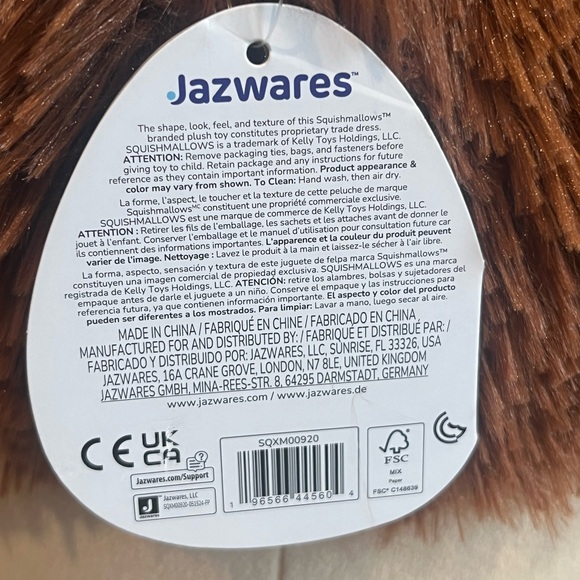 Jazwares™
The shape, look, feel, and texture of this Squishmallows™
branded plush toy constitutes proprietary trade dress.
SQUISHMALLOWS is a trademark of Kelly Toys Holdings, LLC.
ATTENTION: Remove packaging ties, bags, and fasteners before
giving toy to child. Retain package and any instructions for future
reference as they contain important information. Product appearance &
color may vary from shown. To Clean: Hand wash, then air dry.
La forme, l'aspect, le toucher et la texture de cette peluche de marque
Squishmallowsᴹᶜ constituent une propriété commerciale exclusive.
SQUISHMALLOWS est une marque de commerce de Kelly Toys Holdings, LLC.
ATTENTION : Retirer les fils de l'emballage, les sachets et les attaches avant de donner le
jouet à l'enfant. Conserver l'emballage et le manuel d'utilisation pour consultation future car
ils contiennent des informations importantes. L'apparence et la couleur du produit peuvent
varier de l'image. Nettoyage : Lavez le produit à la main et laissez-le sécher à l'air libre.
La forma, aspecto, sensación y textura de este juguete de felpa marca Squishmallows™
constituyen una imagen comercial de propiedad exclusiva. SQUISHMALLOWS es una marca
registrada de Kelly Toys Holdings, LLC. ATENCIÓN: retire los alambres, bolsas y sujetadores del
empaque antes de darle el juguete a un niño. Conserve el empaque y las instrucciones para
referencia futura, ya que contienen información importante. El aspecto y color del producto
pueden ser diferentes a los mostrados. Para limpiar: Lavar a mano, luego secar al aire.
MADE IN CHINA / FABRIQUÉ EN CHINE / FABRICADO EN CHINA
MANUFACTURED FOR AND DISTRIBUTED BY: / FABRIQUÉ ET DISTRIBUÉ PAR: /
FABRICADO Y DISTRIBUIDO POR: JAZWARES, LLC, SUNRISE, FL 33326, USA
JAZWARES, 16A CRANE GROVE, LONDON, N7 8LE, UNITED KINGDOM
JAZWARES GMBH, MINA-REES-STR. 8, 64295 DARMSTADT, GERMANY
www.jazwares.com / www.jazware.de
CE UK
CA
Jazwares.com/Support
Jazwares, LLC
SQXM00920-051524-PF
JAZWARES
SQXM00920
1 96566 44560 4
FSC
MIX
Paper
FSC® C148639